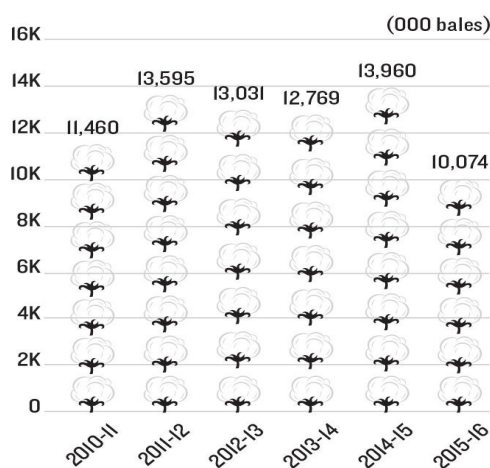 (000 bales)
16K
14K
12K
10K
8K
6K
4K
2K
0
11,460
13,595
13,031
12,769
13,960
10,074
2010-11
2011-12
2012-13
2013-14
2014-15
2015-16